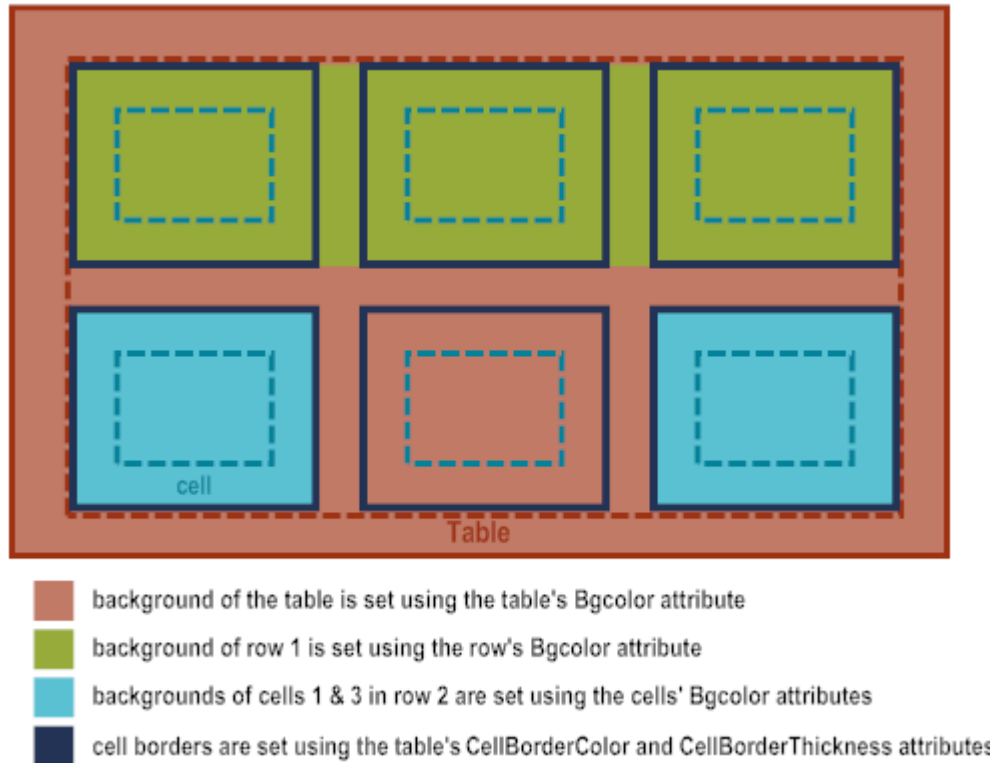 cell
Table
background of the table is set using the table's Bgcolor attribute
background of row 1 is set using the row's Bgcolor attribute
backgrounds of cells 1 & 3 in row 2 are set using the cells' Bgcolor attributes
cell borders are set using the table's CellBorderColor and CellBorderThickness attributes